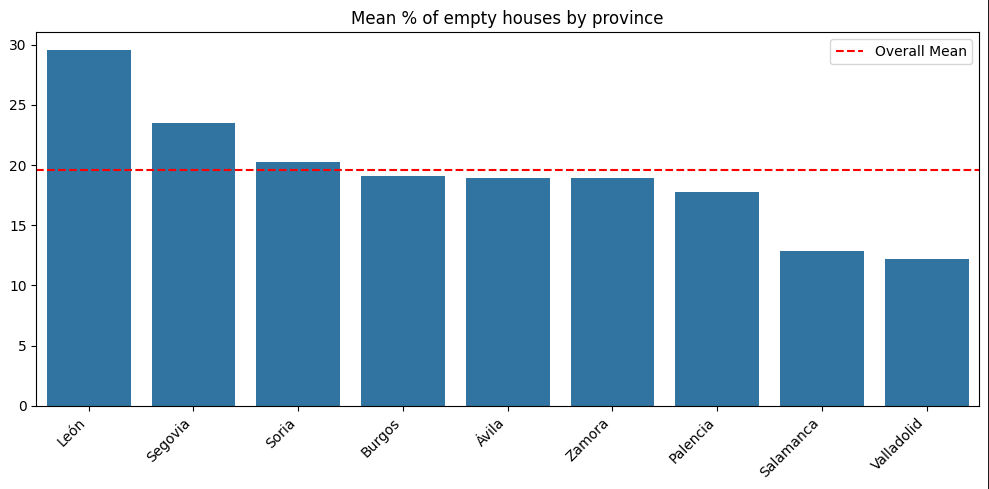 Mean % of empty houses by province
Overall Mean
30
25
20
15
10
5
0
León
Segovia
Soria
Burgos
Ávila
Zamora
Palencia
Salamanca
Valladolid